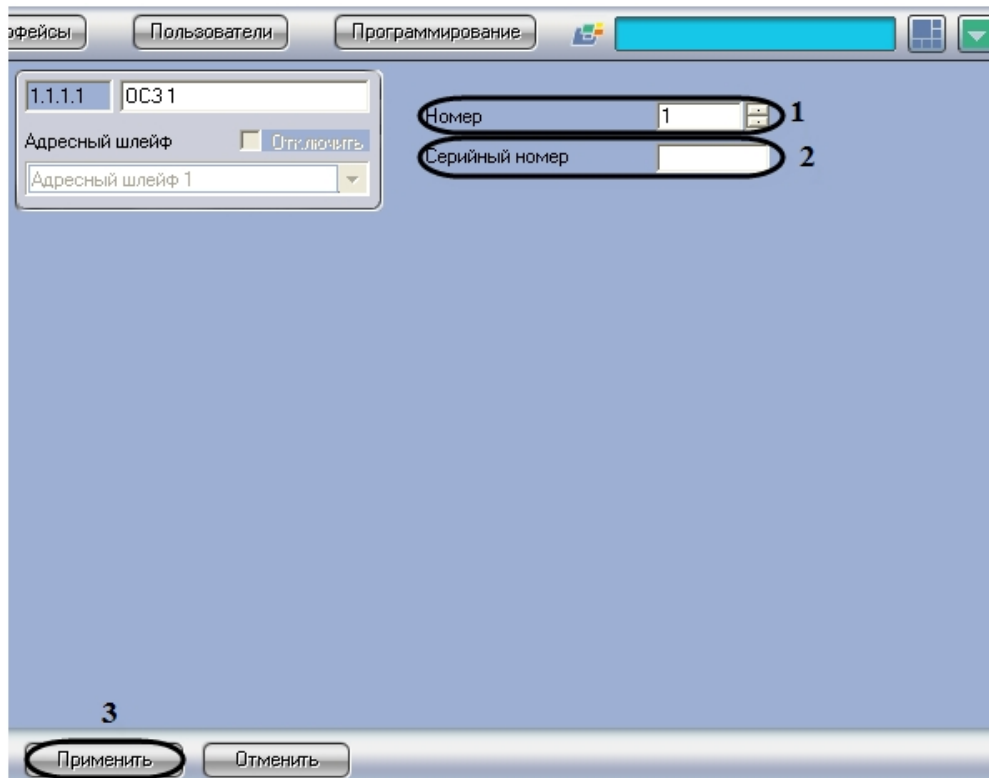 рфейсы Пользователи Программирование
1.1.1.1 ОСЗ 1
Адресный шлейф Отключить
Адресный шлейф 1
Номер 1 1
Серийный номер 2
3
Применить Отменить